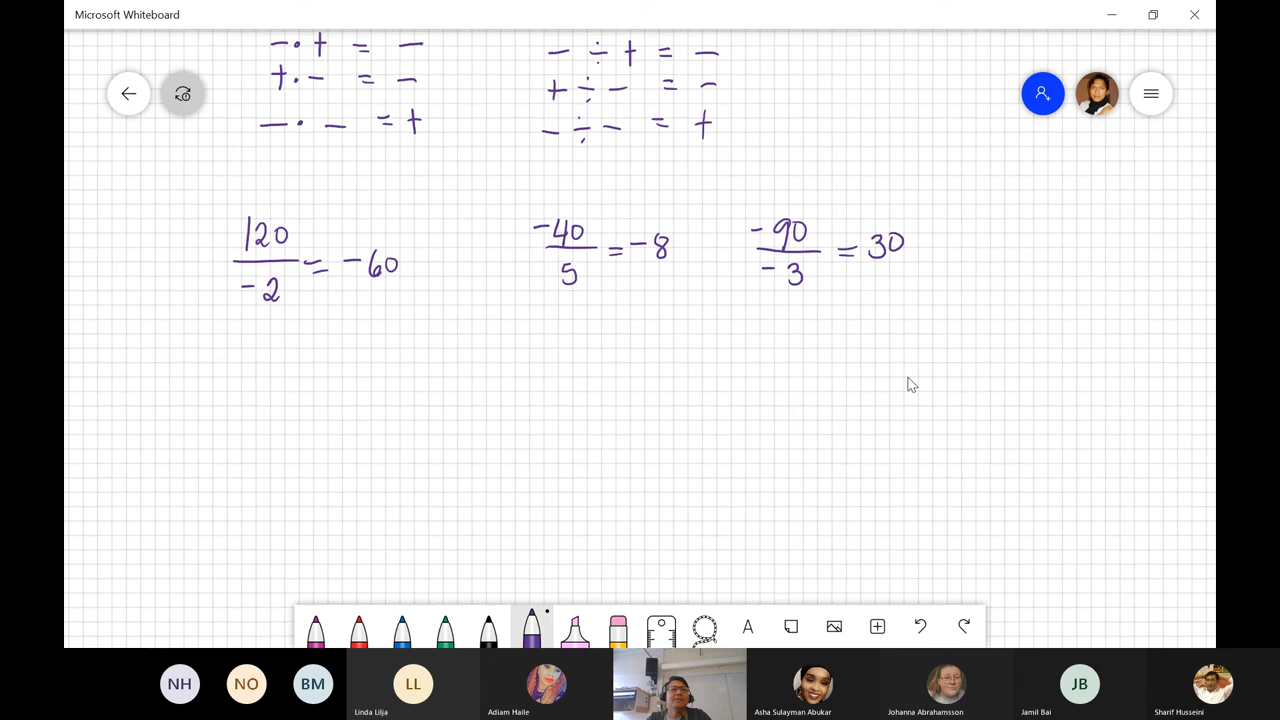 Microsoft Whiteboard
- · + = -
- ÷ + = -
+ · - = -
+ ÷ - = -
- · - = +
- ÷ - = +
120/-2 = -60
-40/5 = -8
-90/-3 = 30
A
NH
NO
BM
LL
JB
Linda Lilja
Adiam Haile
Asha Sulayman Abukar
Johanna Abrahamsson
Jamil Bai
Sharif Husseini